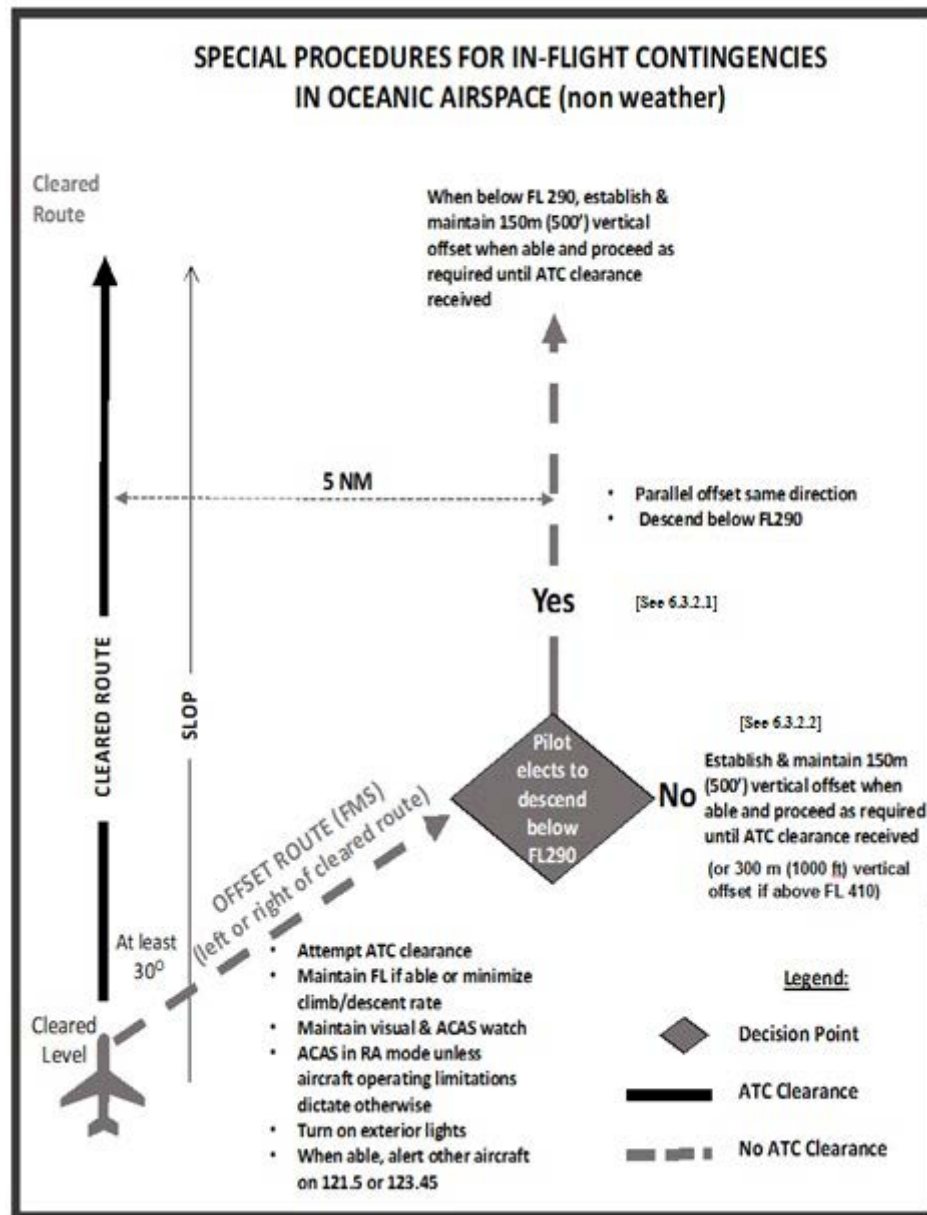 SPECIAL PROCEDURES FOR IN-FLIGHT CONTINGENCIES
IN OCEANIC AIRSPACE (non weather)
Cleared
Route
When below FL 290, establish &
maintain 150m (500') vertical
offset when able and proceed as
required until ATC clearance
received
5 NM
• Parallel offset same direction
• Descend below FL290
Yes
[See 6.3.2.1]
CLEARED ROUTE
SLOP
[See 6.3.2.2]
Pilot
elects to
descend
below
FL290
No
Establish & maintain 150m
(500') vertical offset when
able and proceed as required
until ATC clearance received
(or 300 m (1000 ft) vertical
offset if above FL 410)
OFFSET ROUTE (FMS)
(left or right of cleared route)
At least
30⁰
Cleared
Level
• Attempt ATC clearance
• Maintain FL if able or minimize
climb/descent rate
• Maintain visual & ACAS watch
• ACAS in RA mode unless
aircraft operating limitations
dictate otherwise
• Turn on exterior lights
• When able, alert other aircraft
on 121.5 or 123.45
Legend:
Decision Point
ATC Clearance
No ATC Clearance